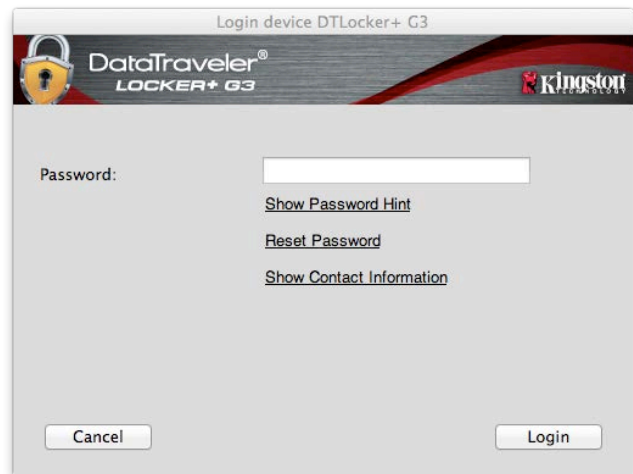 Login device DTLocker+ G3
DataTraveler®
LOCKER+ G3
Kingston
TECHNOLOGY
Password:
Show Password Hint
Reset Password
Show Contact Information
Cancel
Login